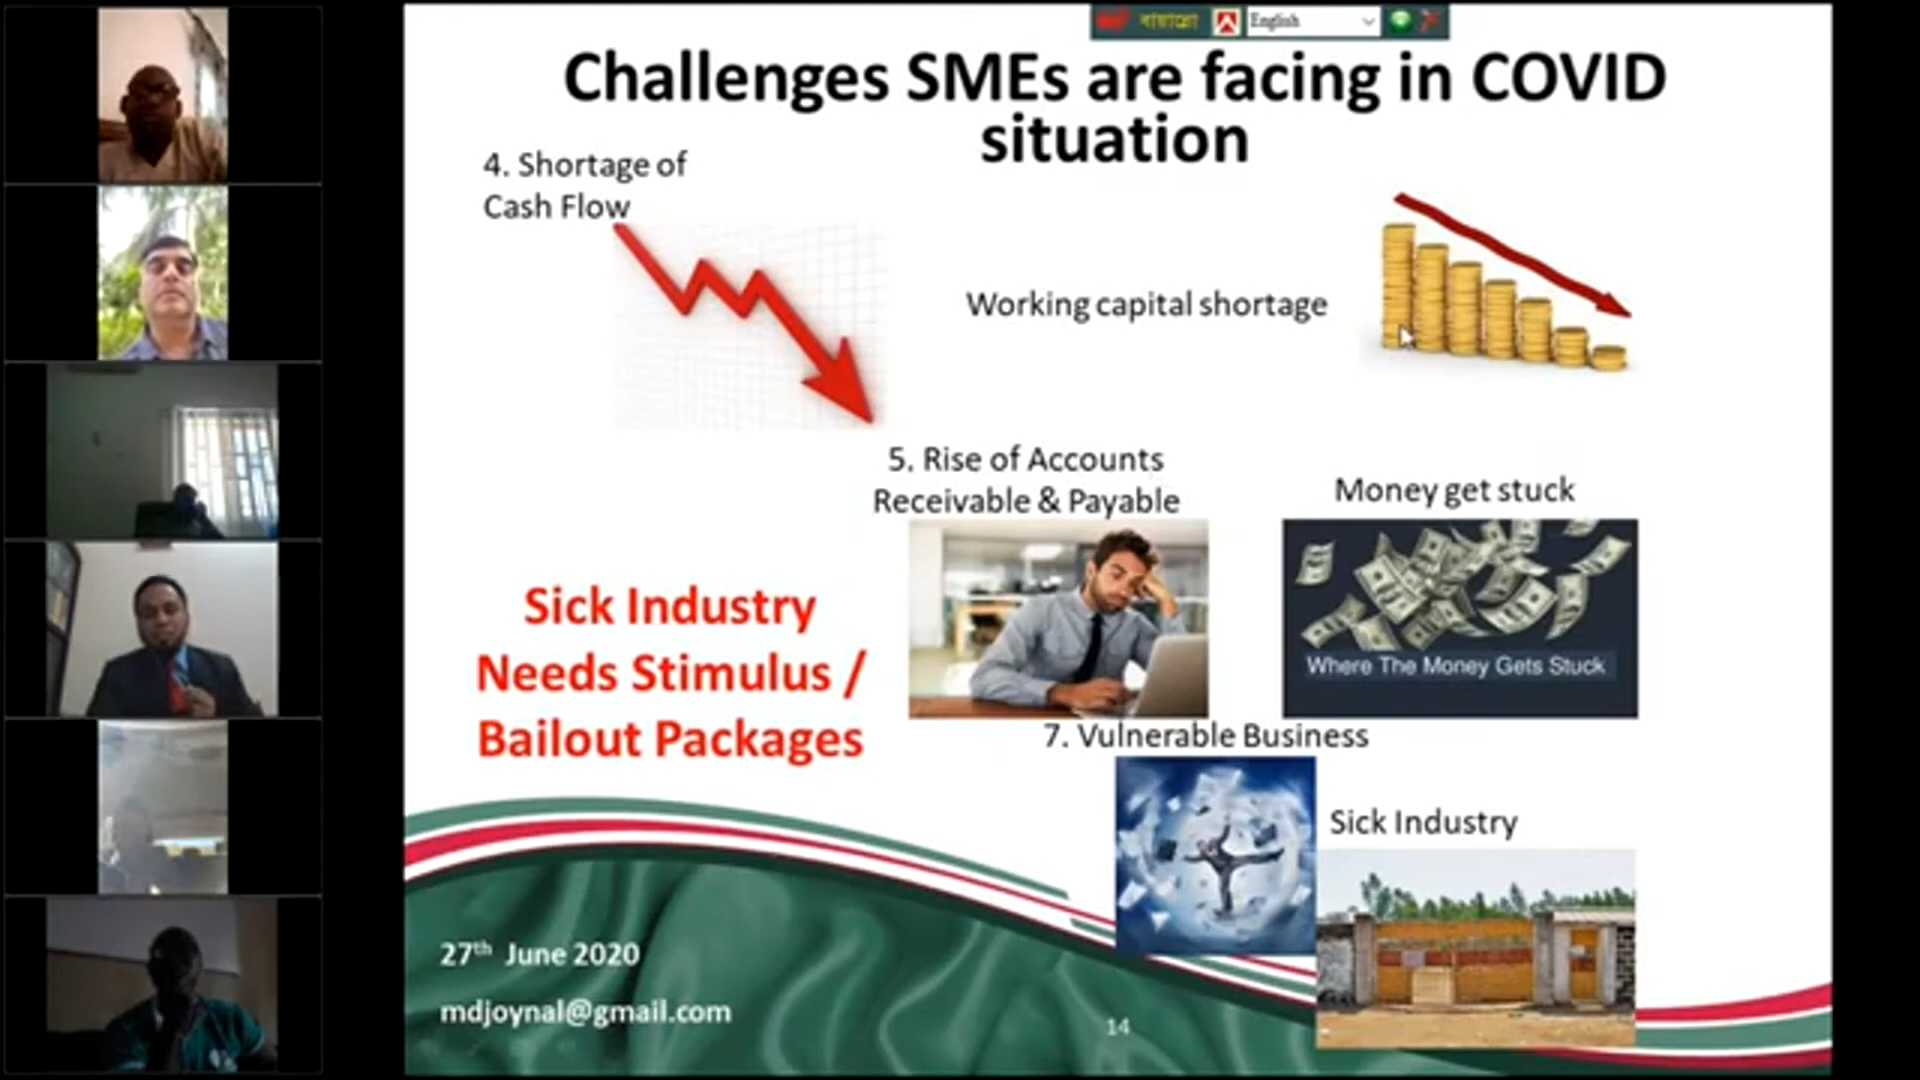 বায়ান্নো
English
Challenges SMEs are facing in COVID
situation
4. Shortage of
Cash Flow
Working capital shortage
5. Rise of Accounts
Receivable & Payable
Money get stuck
Where The Money Gets Stuck
Sick Industry
Needs Stimulus /
Bailout Packages
7. Vulnerable Business
Sick Industry
27th June 2020
mdjoynal@gmail.com
14